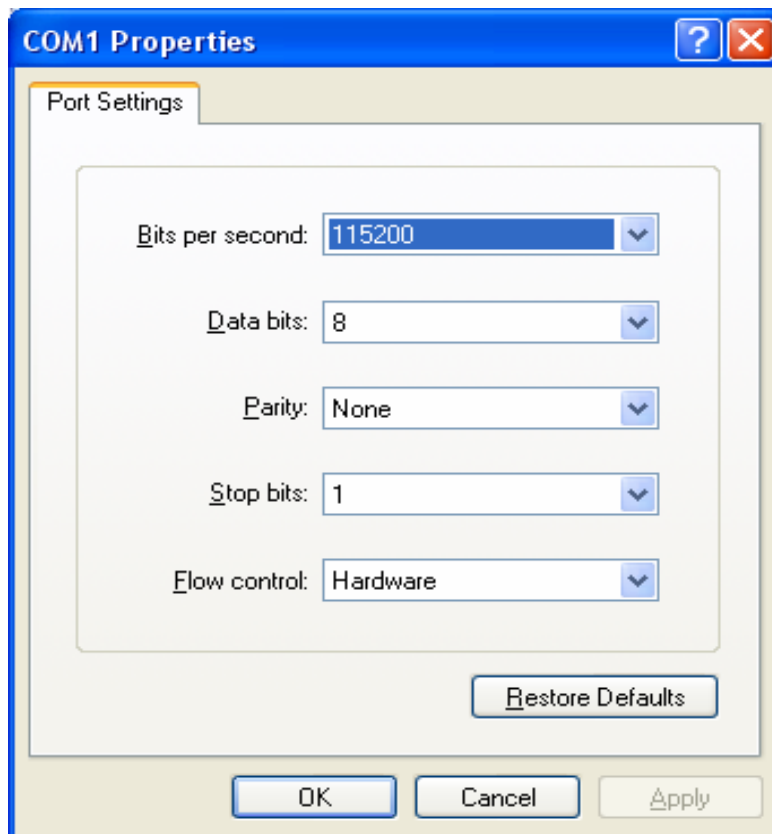 COM1 Properties
Port Settings
Bits per second: 115200
Data bits: 8
Parity: None
Stop bits: 1
Flow control: Hardware
Restore Defaults
OK Cancel Apply